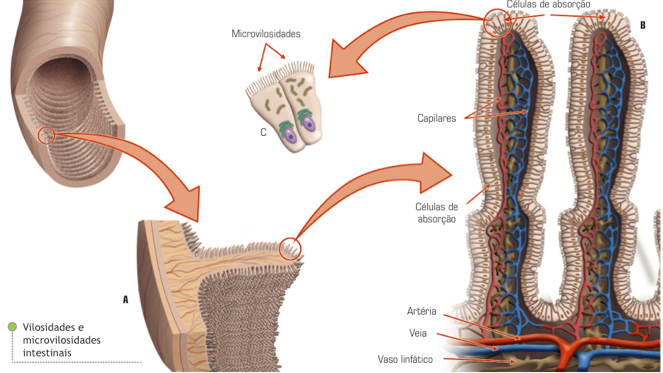 Células de absorção
B
Microvilosidades
C
Capilares
Células de
absorção
A
Artéria
Veia
Vaso linfático
Vilosidades e
microvilosidades
intestinais